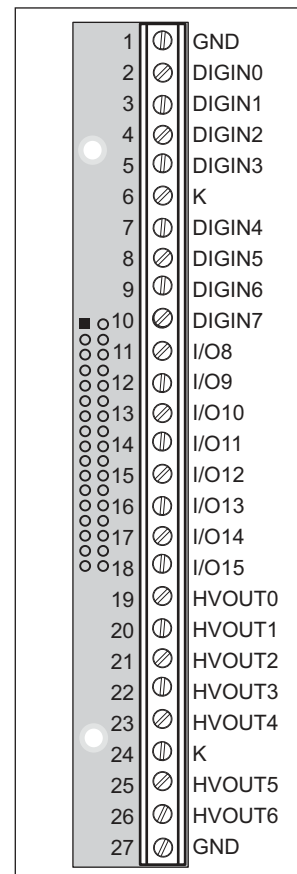 1 GND
2 DIGIN0
3 DIGIN1
4 DIGIN2
5 DIGIN3
6 K
7 DIGIN4
8 DIGIN5
9 DIGIN6
10 DIGIN7
11 I/O8
12 I/O9
13 I/O10
14 I/O11
15 I/O12
16 I/O13
17 I/O14
18 I/O15
19 HVOUT0
20 HVOUT1
21 HVOUT2
22 HVOUT3
23 HVOUT4
24 K
25 HVOUT5
26 HVOUT6
27 GND